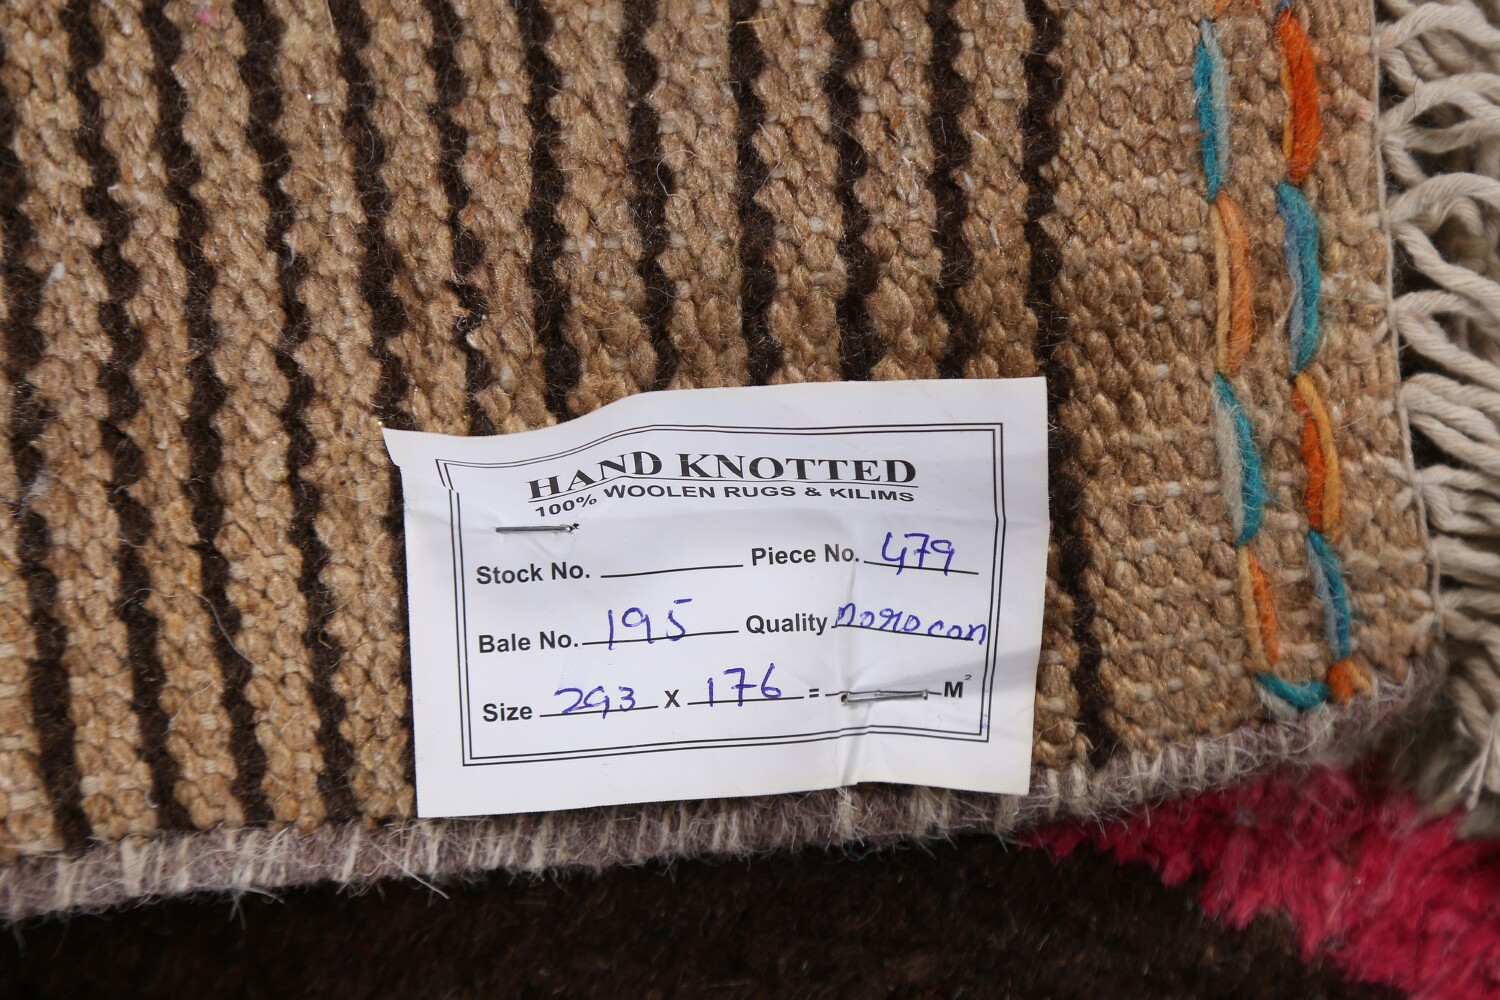 HAND KNOTTED
100% WOOLEN RUGS & KILIMS
Stock No. Piece No. 479
Bale No. 195 Quality Morocan
Size 293 X 176 = M²